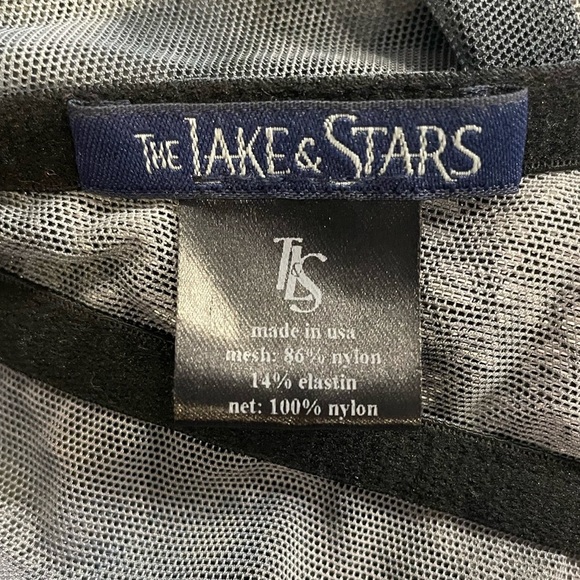 THE LAKE & STARS
TLS
made in usa
mesh: 86% nylon
14% elastin
net: 100% nylon